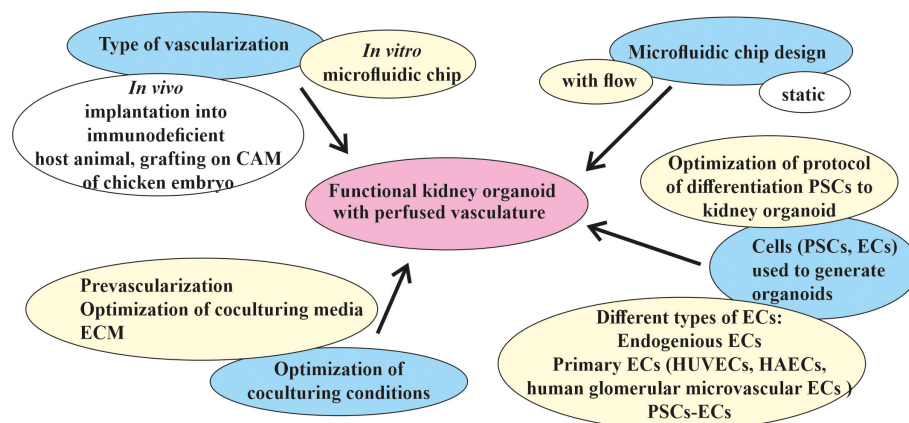 Type of vascularization
In vitro
microfluidic chip
In vivo
implantation into
immunodeficient
host animal, grafting on CAM
of chicken embryo
Microfluidic chip design
with flow
static
Functional kidney organoid
with perfused vasculature
Optimization of protocol
of differentiation PSCs to
kidney organoid
Cells (PSCs, ECs)
used to generate
organoids
Different types of ECs:
Endogenious ECs
Primary ECs (HUVECs, HAECs,
human glomerular microvascular ECs )
PSCs-ECs
Prevascularization
Optimization of coculturing media
ECM
Optimization of
coculturing conditions